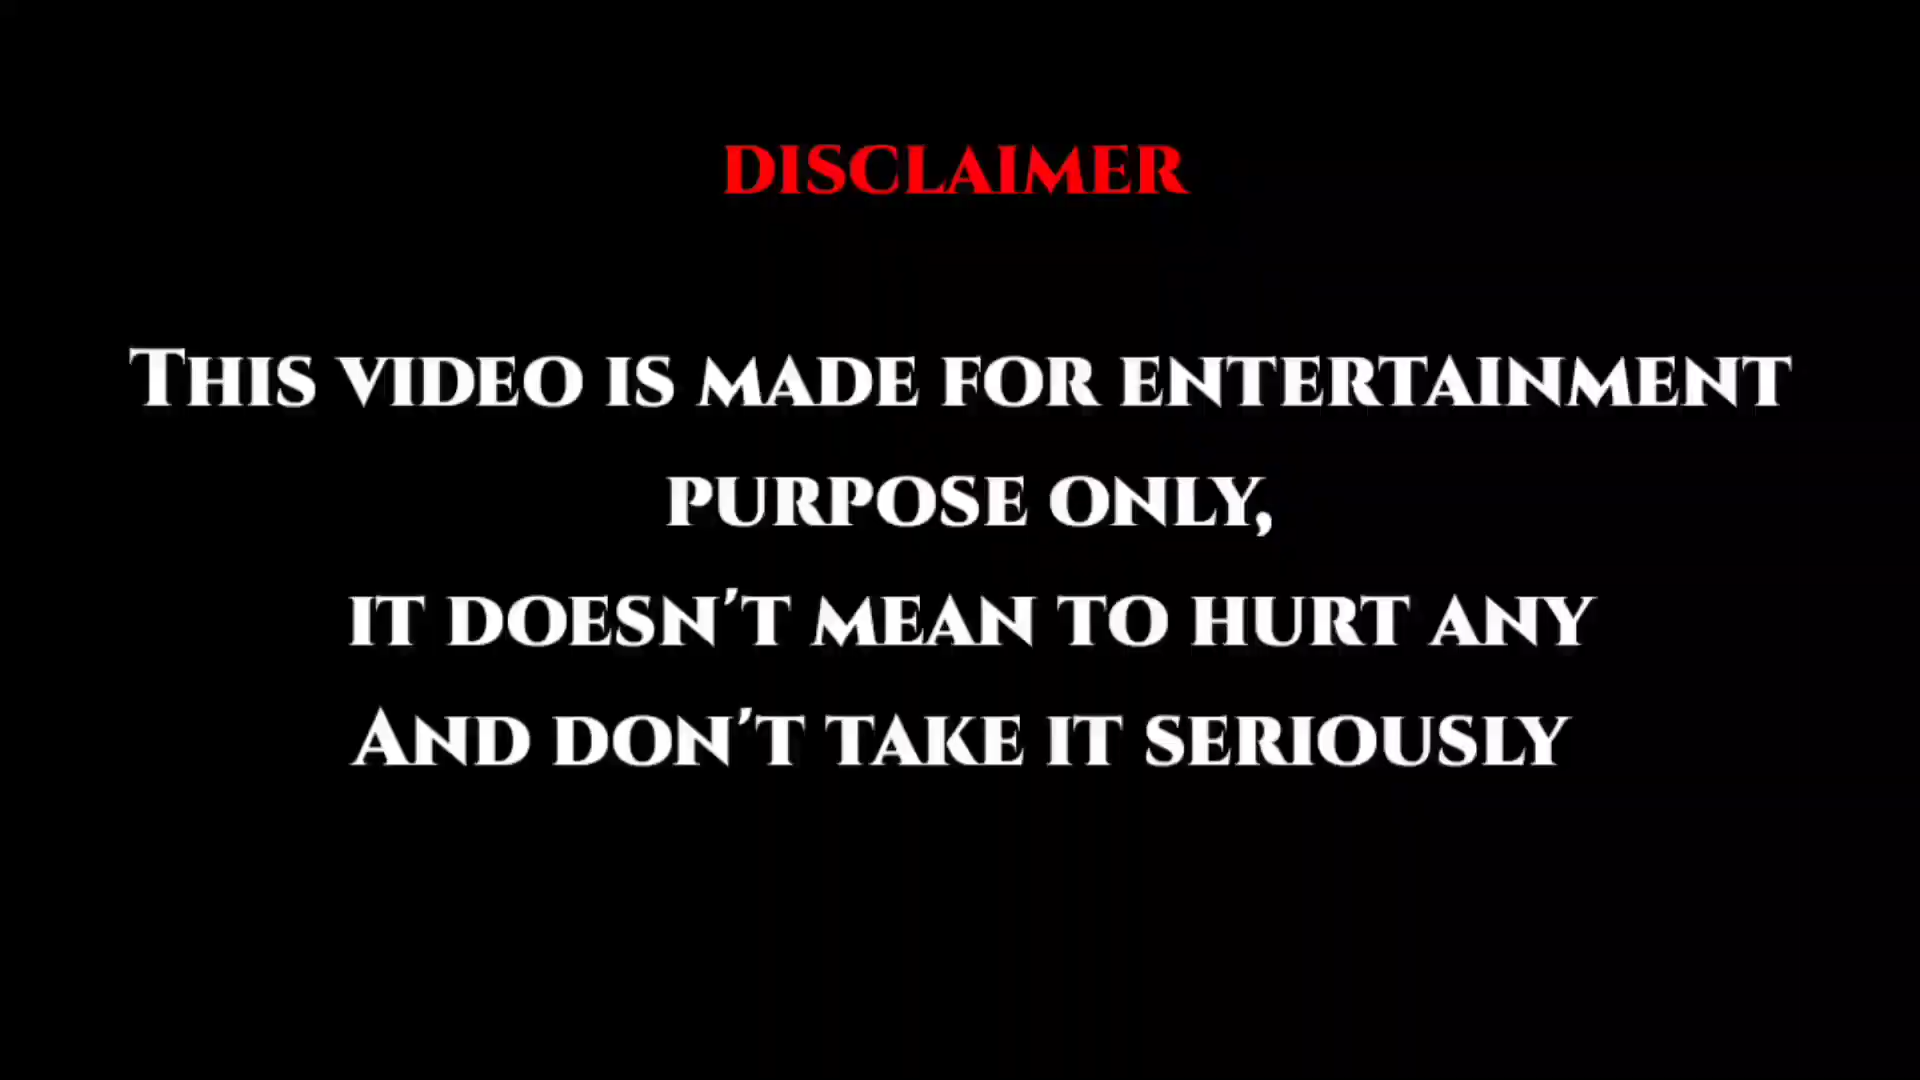 DISCLAIMER
THIS VIDEO IS MADE FOR ENTERTAINMENT
PURPOSE ONLY,
IT DOESN'T MEAN TO HURT ANY
AND DON'T TAKE IT SERIOUSLY